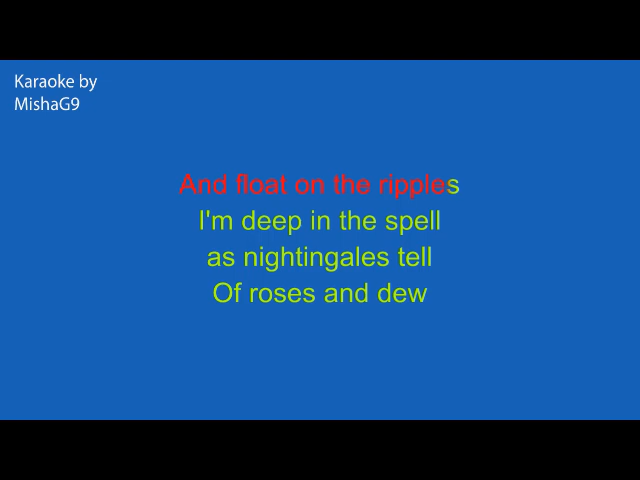 Karaoke by
MishaG9
And float on the ripples
I'm deep in the spell
as nightingales tell
Of roses and dew